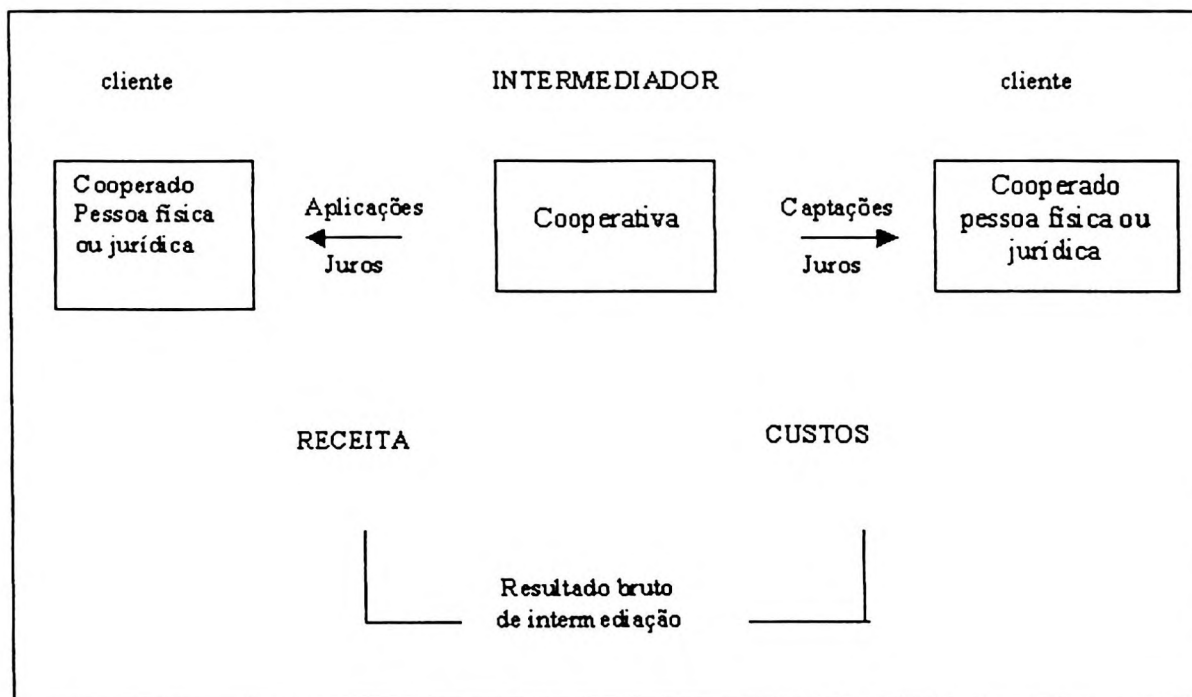 cliente
INTERMEDIADOR
cliente
Cooperado
Pessoa física
ou jurídica
Aplicações
Juros
Cooperativa
Captações
Juros
Cooperado
pessoa física ou
jurídica
RECEITA
CUSTOS
Resultado bruto
de intermediação